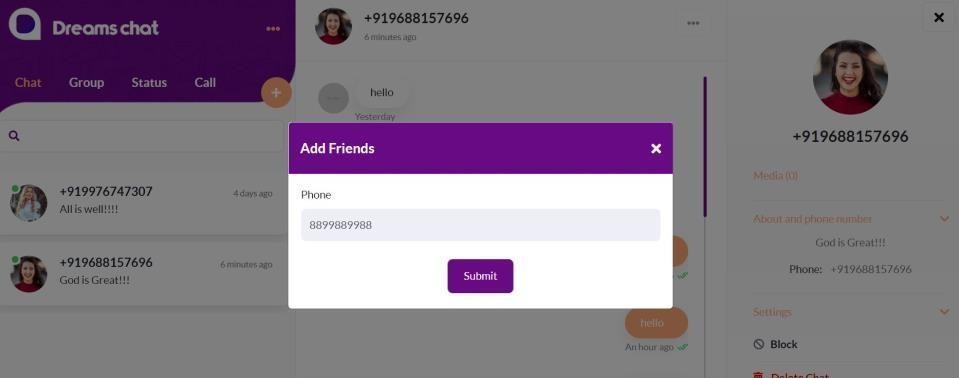 Dreams chat
Chat
Group
Status
Call
+919976747307
4 days ago
All is well!!!!
+919688157696
6 minutes ago
God is Great!!!
+919688157696
6 minutes ago
hello
Yesterday
Add Friends
Phone
8899889988
Submit
hello
An hour ago
+919688157696
Media (0)
About and phone number
God is Great!!!
Phone: +919688157696
Settings
Block
Delete Chat